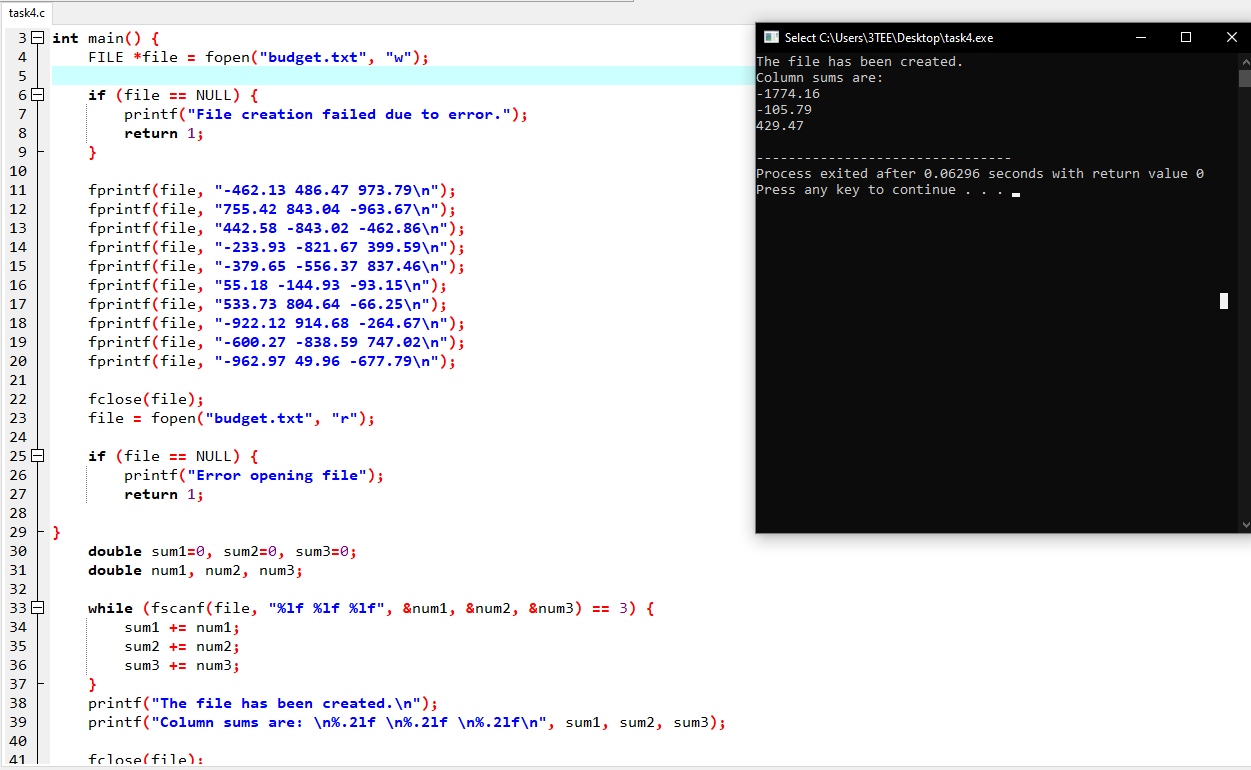 task4.c
3 int main() {
4 FILE *file = fopen("budget.txt", "w");
5
6 if (file == NULL) {
7 printf("File creation failed due to error.");
8 return 1;
9 }
10
11 fprintf(file, "-462.13 486.47 973.79\n");
12 fprintf(file, "755.42 843.04 -963.67\n");
13 fprintf(file, "442.58 -843.02 -462.86\n");
14 fprintf(file, "-233.93 -821.67 399.59\n");
15 fprintf(file, "-379.65 -556.37 837.46\n");
16 fprintf(file, "55.18 -144.93 -93.15\n");
17 fprintf(file, "533.73 804.64 -66.25\n");
18 fprintf(file, "-922.12 914.68 -264.67\n");
19 fprintf(file, "-600.27 -838.59 747.02\n");
20 fprintf(file, "-962.97 49.96 -677.79\n");
21
22 fclose(file);
23 file = fopen("budget.txt", "r");
24
25 if (file == NULL) {
26 printf("Error opening file");
27 return 1;
28
29 }
30 double sum1=0, sum2=0, sum3=0;
31 double num1, num2, num3;
32
33 while (fscanf(file, "%lf %lf %lf", &num1, &num2, &num3) == 3) {
34 sum1 += num1;
35 sum2 += num2;
36 sum3 += num3;
37 }
38 printf("The file has been created.\n");
39 printf("Column sums are: \n%.2lf \n%.2lf \n%.2lf\n", sum1, sum2, sum3);
40
41 fclose(file);
Select C:\Users\3TEE\Desktop\task4.exe
The file has been created.
Column sums are:
-1774.16
-105.79
429.47
--------------------------------
Process exited after 0.06296 seconds with return value 0
Press any key to continue . . .